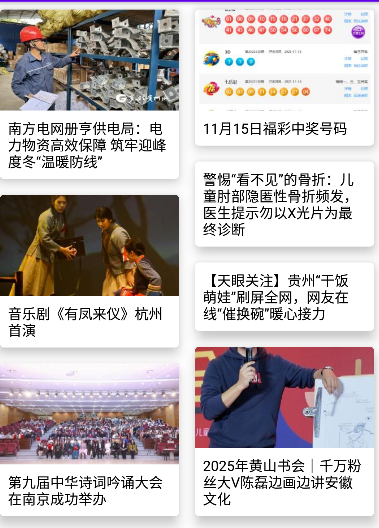 南方电网册亨供电局：电
力物资高效保障 筑牢迎峰
度冬“温暖防线”
音乐剧《有凤来仪》杭州
首演
第九届中华诗词吟诵大会
在南京成功举办
11月15日福彩中奖号码
警惕“看不见”的骨折：儿
童肘部隐匿性骨折频发，
医生提示勿以X光片为最
终诊断
【天眼关注】贵州“干饭
萌娃”刷屏全网，网友在
线“催换碗”暖心接力
2025年黄山书会｜千万粉
丝大V陈磊边画边讲安徽
文化